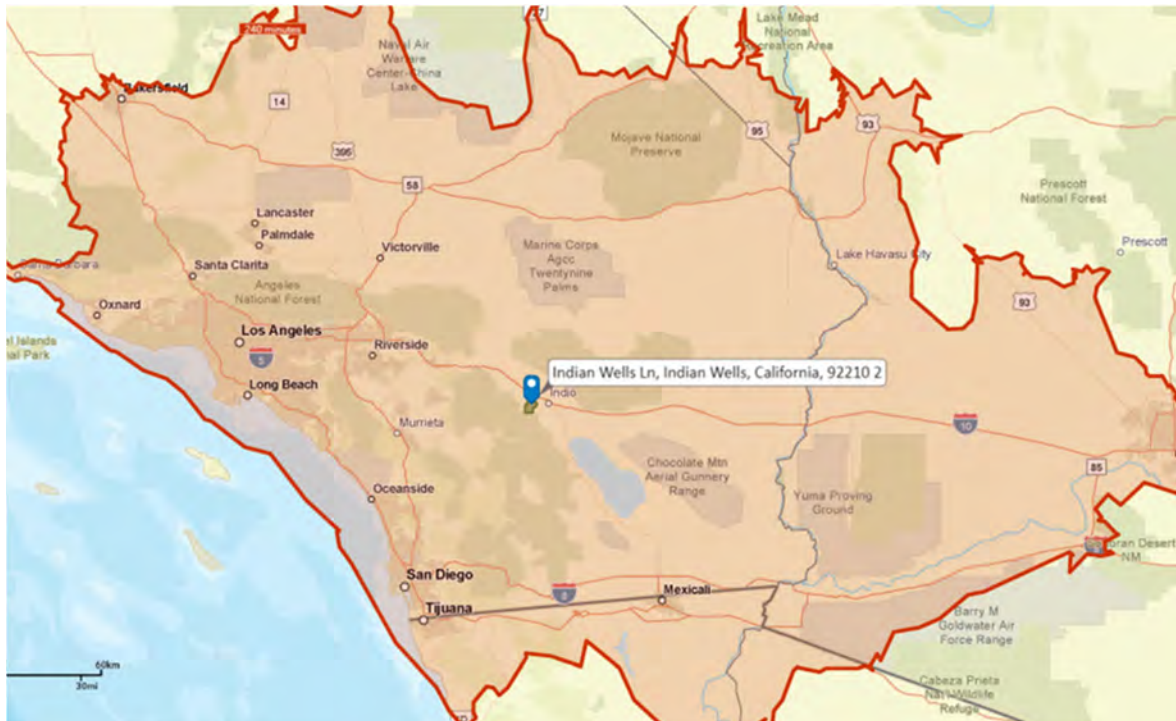 27
Lake Mead
National
Recreation Area
240 minutes
Naval Air
Warfare
Center-China
Lake
Bakersfield
14
395
58
95
93
Mojave National
Preserve
Prescott
National Forest
Prescott
Lancaster
Palmdale
Victorville
Santa Clarita
Angeles
National Forest
Marine Corps
Agcc
Twentynine
Palms
Lake Havasu City
Oxnard
93
Los Angeles
5
Riverside
Long Beach
Indian Wells Ln, Indian Wells, California, 92210 2
Indio
Murrieta
10
85
Chocolate Mtn
Aerial Gunnery
Range
Yuma Proving
Ground
Oceanside
San Diego
8
Mexicali
Tijuana
NM
Barry M
Goldwater Air
Force Range
Cabeza Prieta
Nat'l Wildlife
Refuge
60km
30mi